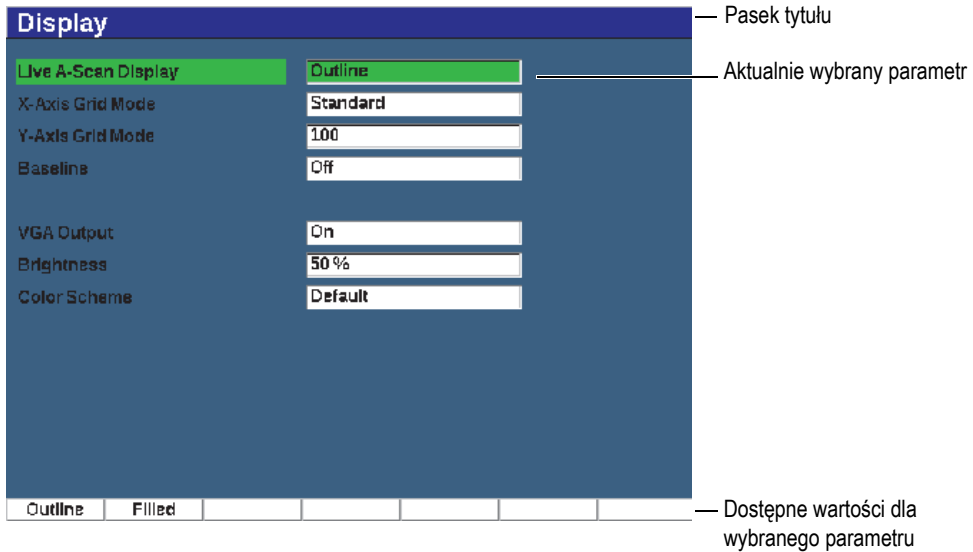 Display
Pasek tytułu
Live A-Scan Display Outline
Aktualnie wybrany parametr
X-Axis Grid Mode Standard
Y-Axis Grid Mode 100
Baseline Off
VGA Output On
Brightness 50 %
Color Scheme Default
Outline Filled
Dostępne wartości dla
wybranego parametru